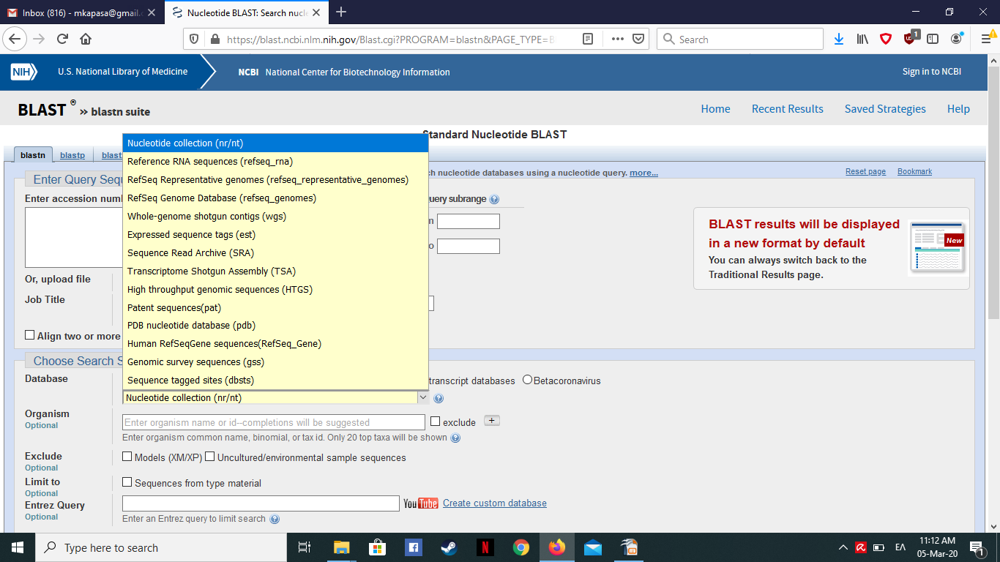 Inbox (816) - mkapasa@gmail.c
Nucleotide BLAST: Search nucle
https://blast.ncbi.nlm.nih.gov/Blast.cgi?PROGRAM=blastn&PAGE_TYPE=B
Search
1
NIH
U.S. National Library of Medicine
NCBI National Center for Biotechnology Information
Sign in to NCBI
BLAST ® » blastn suite
Home
Recent Results
Saved Strategies
Help
Standard Nucleotide BLAST
blastn
blastp
blast
ch nucleotide databases using a nucleotide query. more...
Reset page
Bookmark
Enter Query Sequ
Enter accession num
uery subrange
m
o
Or, upload file
Job Title
Align two or more
BLAST results will be displayed
in a new format by default
You can always switch back to the
Traditional Results page.
New
Nucleotide collection (nr/nt)
Reference RNA sequences (refseq_rna)
RefSeq Representative genomes (refseq_representative_genomes)
RefSeq Genome Database (refseq_genomes)
Whole-genome shotgun contigs (wgs)
Expressed sequence tags (est)
Sequence Read Archive (SRA)
Transcriptome Shotgun Assembly (TSA)
High throughput genomic sequences (HTGS)
Patent sequences(pat)
PDB nucleotide database (pdb)
Human RefSeqGene sequences(RefSeq_Gene)
Genomic survey sequences (gss)
Sequence tagged sites (dbsts)
Choose Search S
Database
transcript databases
Betacoronavirus
Nucleotide collection (nr/nt)
Organism
Optional
Enter organism name or id--completions will be suggested
exclude
+
Enter organism common name, binomial, or tax id. Only 20 top taxa will be shown
Exclude
Optional
Models (XM/XP)
Uncultured/environmental sample sequences
Limit to
Optional
Sequences from type material
Entrez Query
Optional
YouTube
Create custom database
Enter an Entrez query to limit search
Type here to search
ΕΛ
11:12 AM
05-Mar-20
1